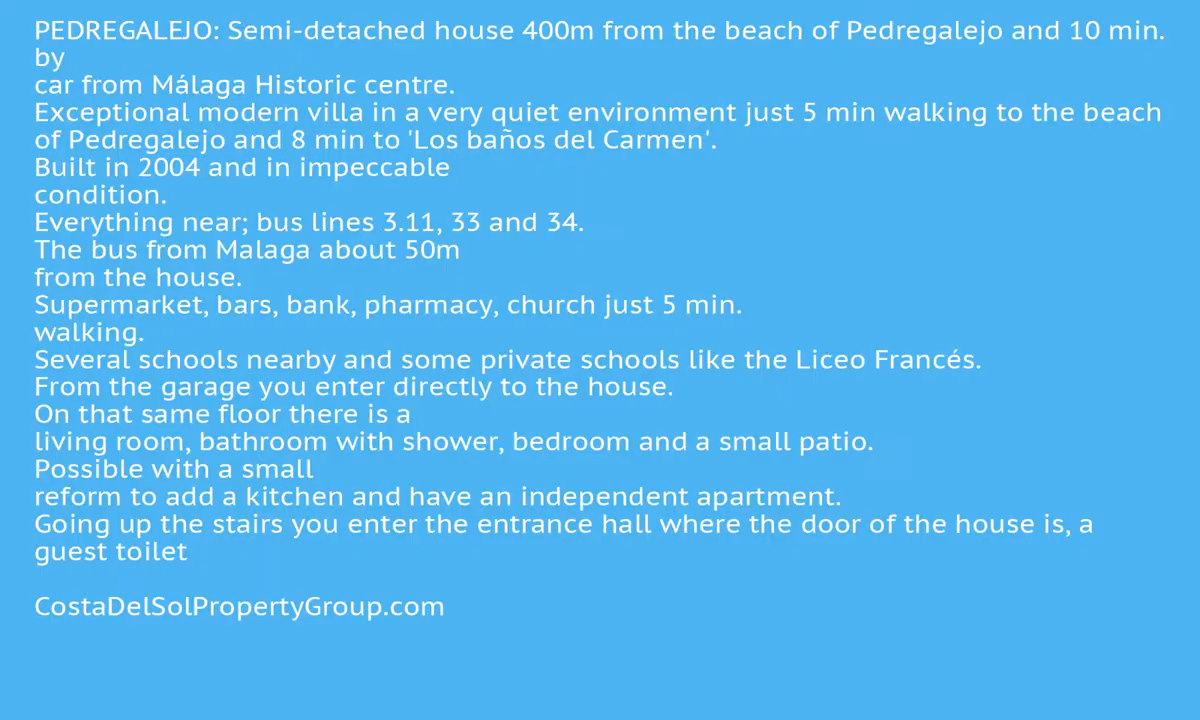 PEDREGALEJO: Semi-detached house 400m from the beach of Pedregalejo and 10 min.
by
car from Málaga Historic centre.
Exceptional modern villa in a very quiet environment just 5 min walking to the beach
of Pedregalejo and 8 min to 'Los baños del Carmen'.
Built in 2004 and in impeccable
condition.
Everything near; bus lines 3.11, 33 and 34.
The bus from Malaga about 50m
from the house.
Supermarket, bars, bank, pharmacy, church just 5 min.
walking.
Several schools nearby and some private schools like the Liceo Francés.
From the garage you enter directly to the house.
On that same floor there is a
living room, bathroom with shower, bedroom and a small patio.
Possible with a small
reform to add a kitchen and have an independent apartment.
Going up the stairs you enter the entrance hall where the door of the house is, a
guest toilet
CostaDelSolPropertyGroup.com